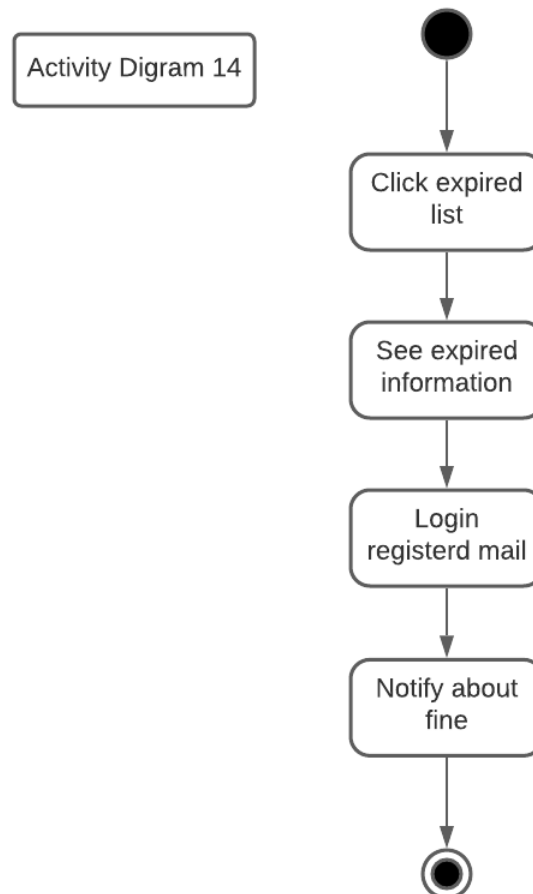 Activity Digram 14
Click expired
list
See expired
information
Login
registerd mail
Notify about
fine